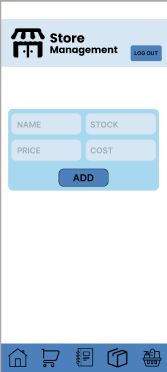 Store
Management
LOG OUT
NAME STOCK
PRICE COST
ADD